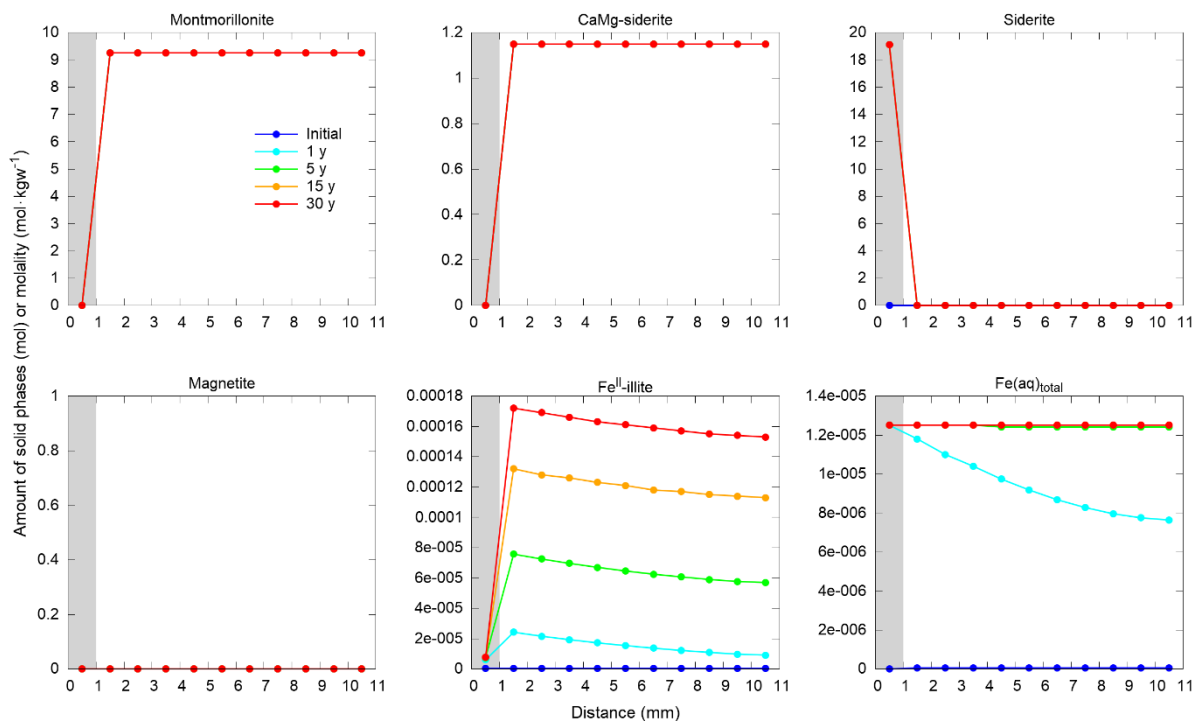 Montmorillonite
10
9
8
7
6
5
4
3
2
1
0
0 1 2 3 4 5 6 7 8 9 10 11
Initial
1 y
5 y
15 y
30 y
CaMg-siderite
1.2
1
0.8
0.6
0.4
0.2
0
0 1 2 3 4 5 6 7 8 9 10 11
Siderite
20
18
16
14
12
10
8
6
4
2
0
0 1 2 3 4 5 6 7 8 9 10 11
Amount of solid phases (mol) or molality (mol·kgw⁻¹)
Magnetite
1
0.8
0.6
0.4
0.2
0
0 1 2 3 4 5 6 7 8 9 10 11
Feᴵᴵ-illite
0.00018
0.00016
0.00014
0.00012
0.0001
8e-005
6e-005
4e-005
2e-005
0
0 1 2 3 4 5 6 7 8 9 10 11
Fe(aq)total
1.4e-005
1.2e-005
1e-005
8e-006
6e-006
4e-006
2e-006
0
0 1 2 3 4 5 6 7 8 9 10 11
Distance (mm)